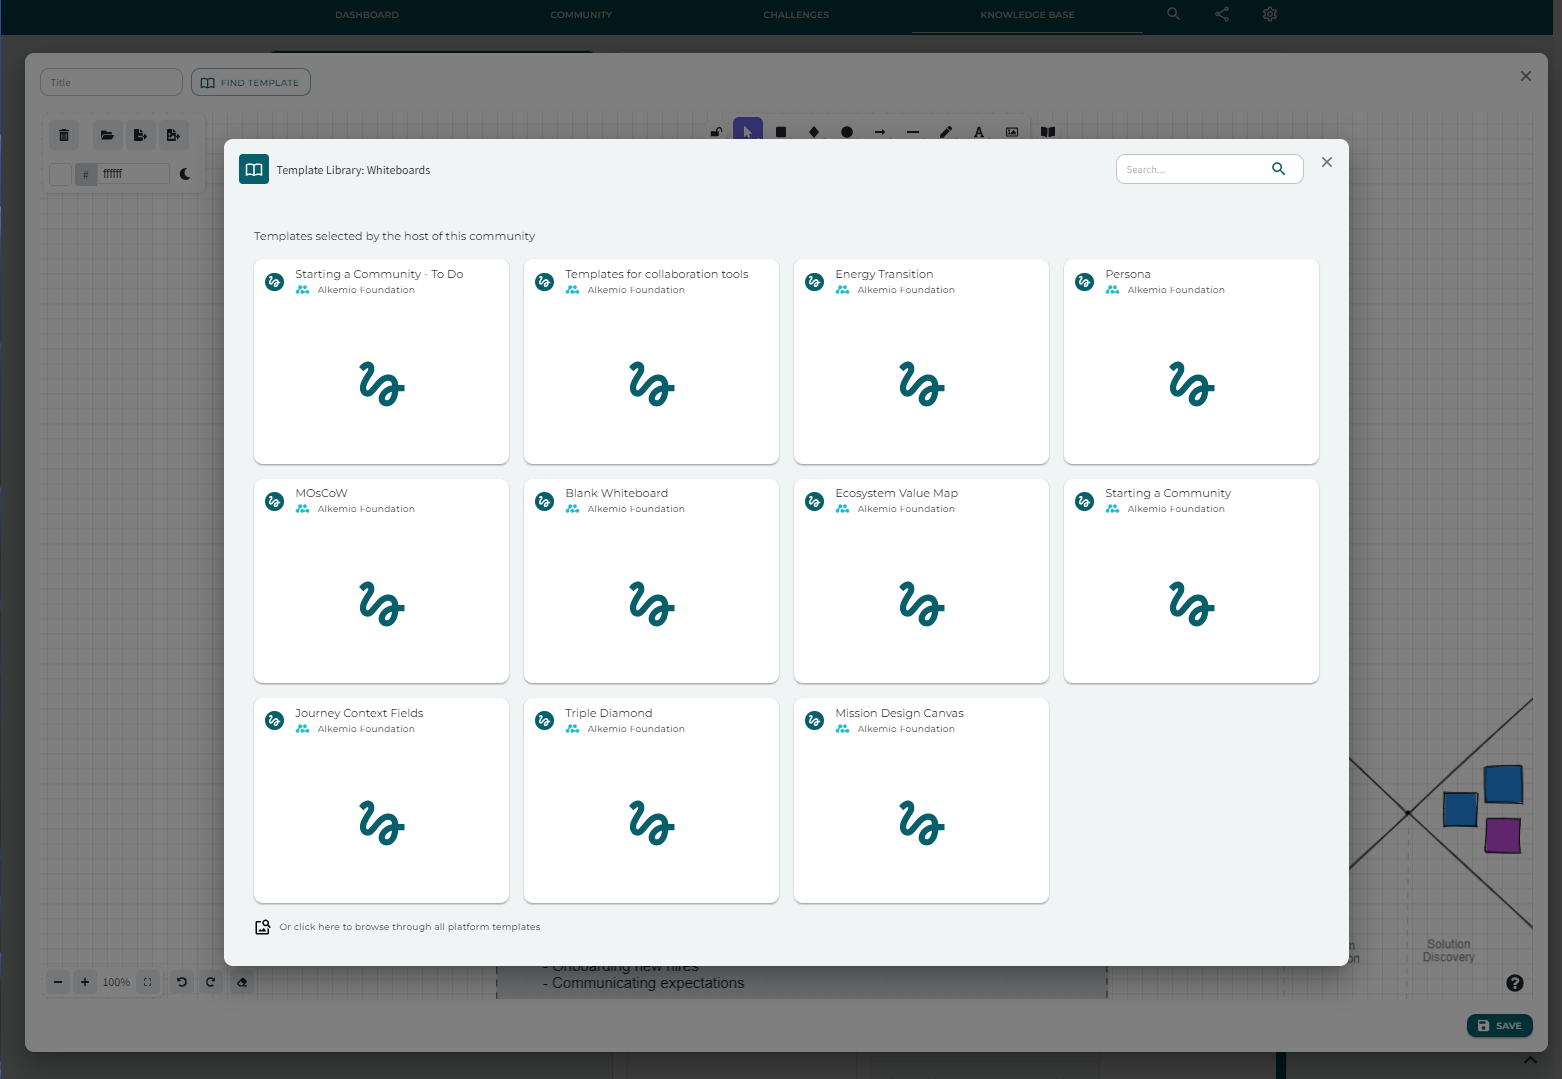 DASHBOARD
COMMUNITY
CHALLENGES
KNOWLEDGE BASE
Title
FIND TEMPLATE
# ffffff
A
Template Library: Whiteboards
Search...
Templates selected by the host of this community
Starting a Community - To Do
Alkemio Foundation
Templates for collaboration tools
Alkemio Foundation
Energy Transition
Alkemio Foundation
Persona
Alkemio Foundation
MOsCoW
Alkemio Foundation
Blank Whiteboard
Alkemio Foundation
Ecosystem Value Map
Alkemio Foundation
Starting a Community
Alkemio Foundation
Journey Context Fields
Alkemio Foundation
Triple Diamond
Alkemio Foundation
Mission Design Canvas
Alkemio Foundation
Or click here to browse through all platform templates
Solution
Discovery
- Onboarding new hires
- Communicating expectations
100%
?
SAVE